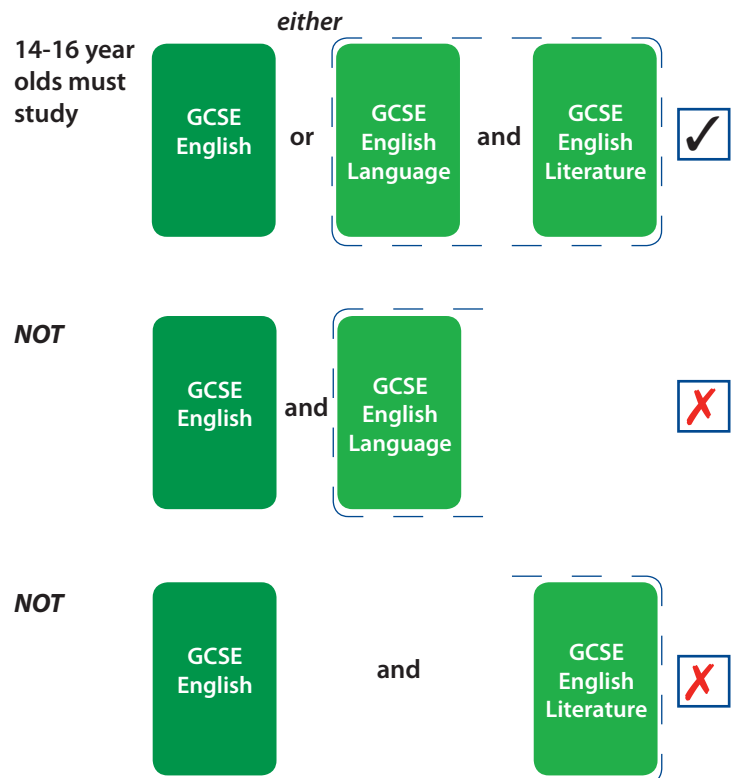 either
14-16 year
olds must
study
GCSE
English
or
GCSE
English
Language
and
GCSE
English
Literature
✓
NOT
GCSE
English
and
GCSE
English
Language
✗
NOT
GCSE
English
and
GCSE
English
Literature
✗